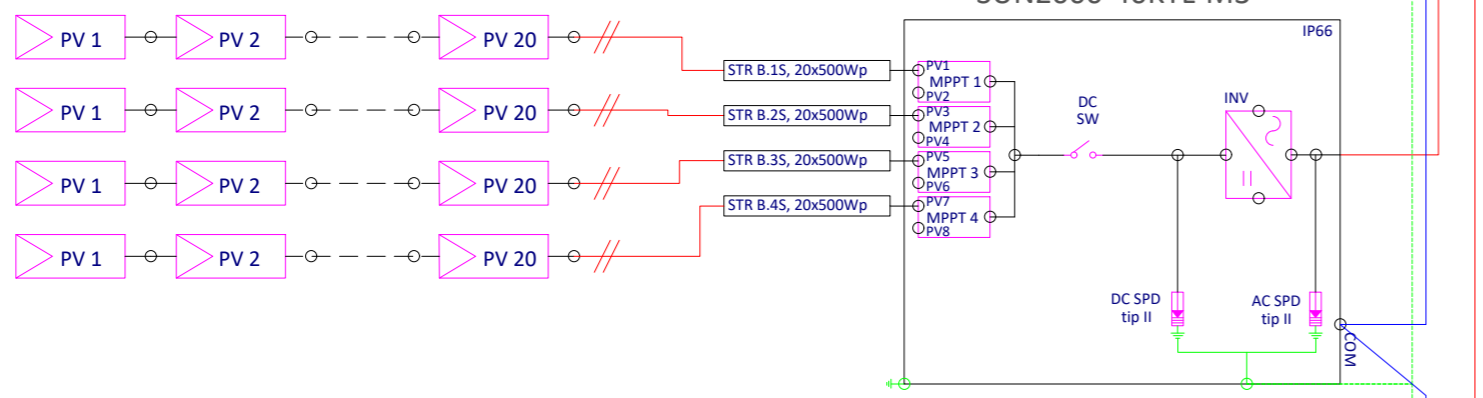 IP66
PV 1 PV 2 PV 20
STR B.1S, 20x500Wp
PV1
MPPT 1
PV2
PV 1 PV 2 PV 20
STR B.2S, 20x500Wp
PV3
MPPT 2
PV4
PV 1 PV 2 PV 20
STR B.3S, 20x500Wp
PV5
MPPT 3
PV6
PV 1 PV 2 PV 20
STR B.4S, 20x500Wp
PV7
MPPT 4
PV8
DC
SW
INV
DC SPD
tip II
AC SPD
tip II
COM